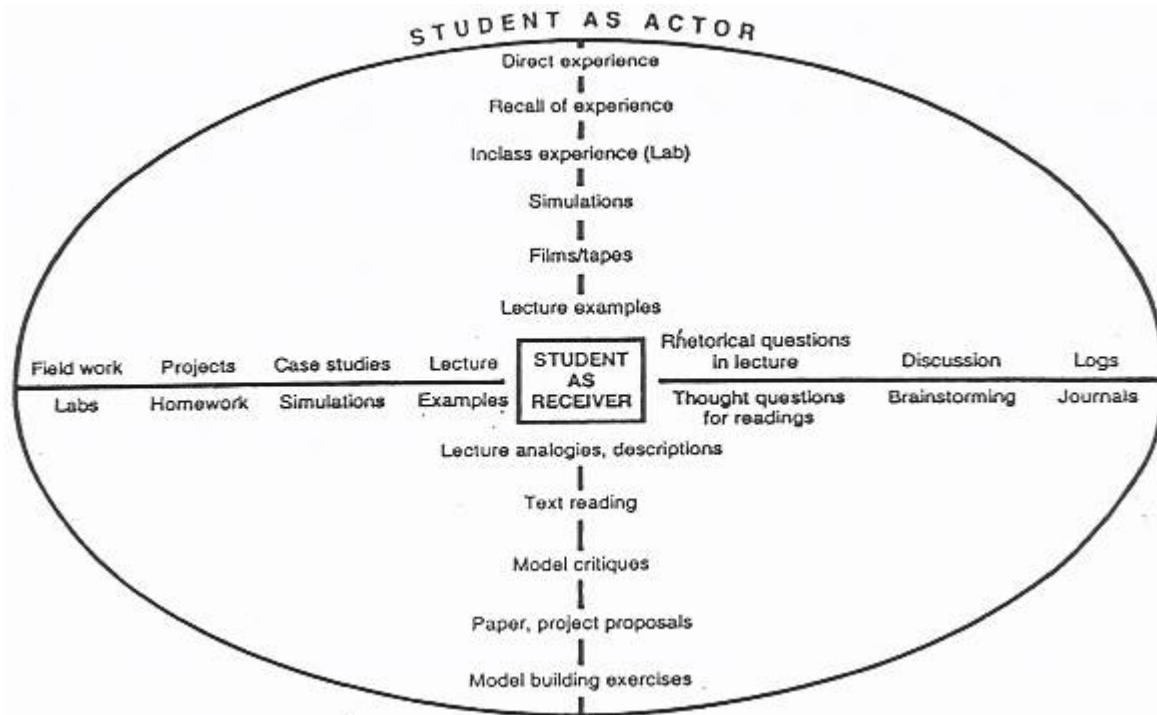 STUDENT AS ACTOR
Direct experience
Recall of experience
Inclass experience (Lab)
Simulations
Films/tapes
Lecture examples
Field work
Projects
Case studies
Lecture
Labs
Homework
Simulations
Examples
STUDENT
AS
RECEIVER
Rhetorical questions
in lecture
Discussion
Logs
Thought questions
for readings
Brainstorming
Journals
Lecture analogies, descriptions
Text reading
Model critiques
Paper, project proposals
Model building exercises